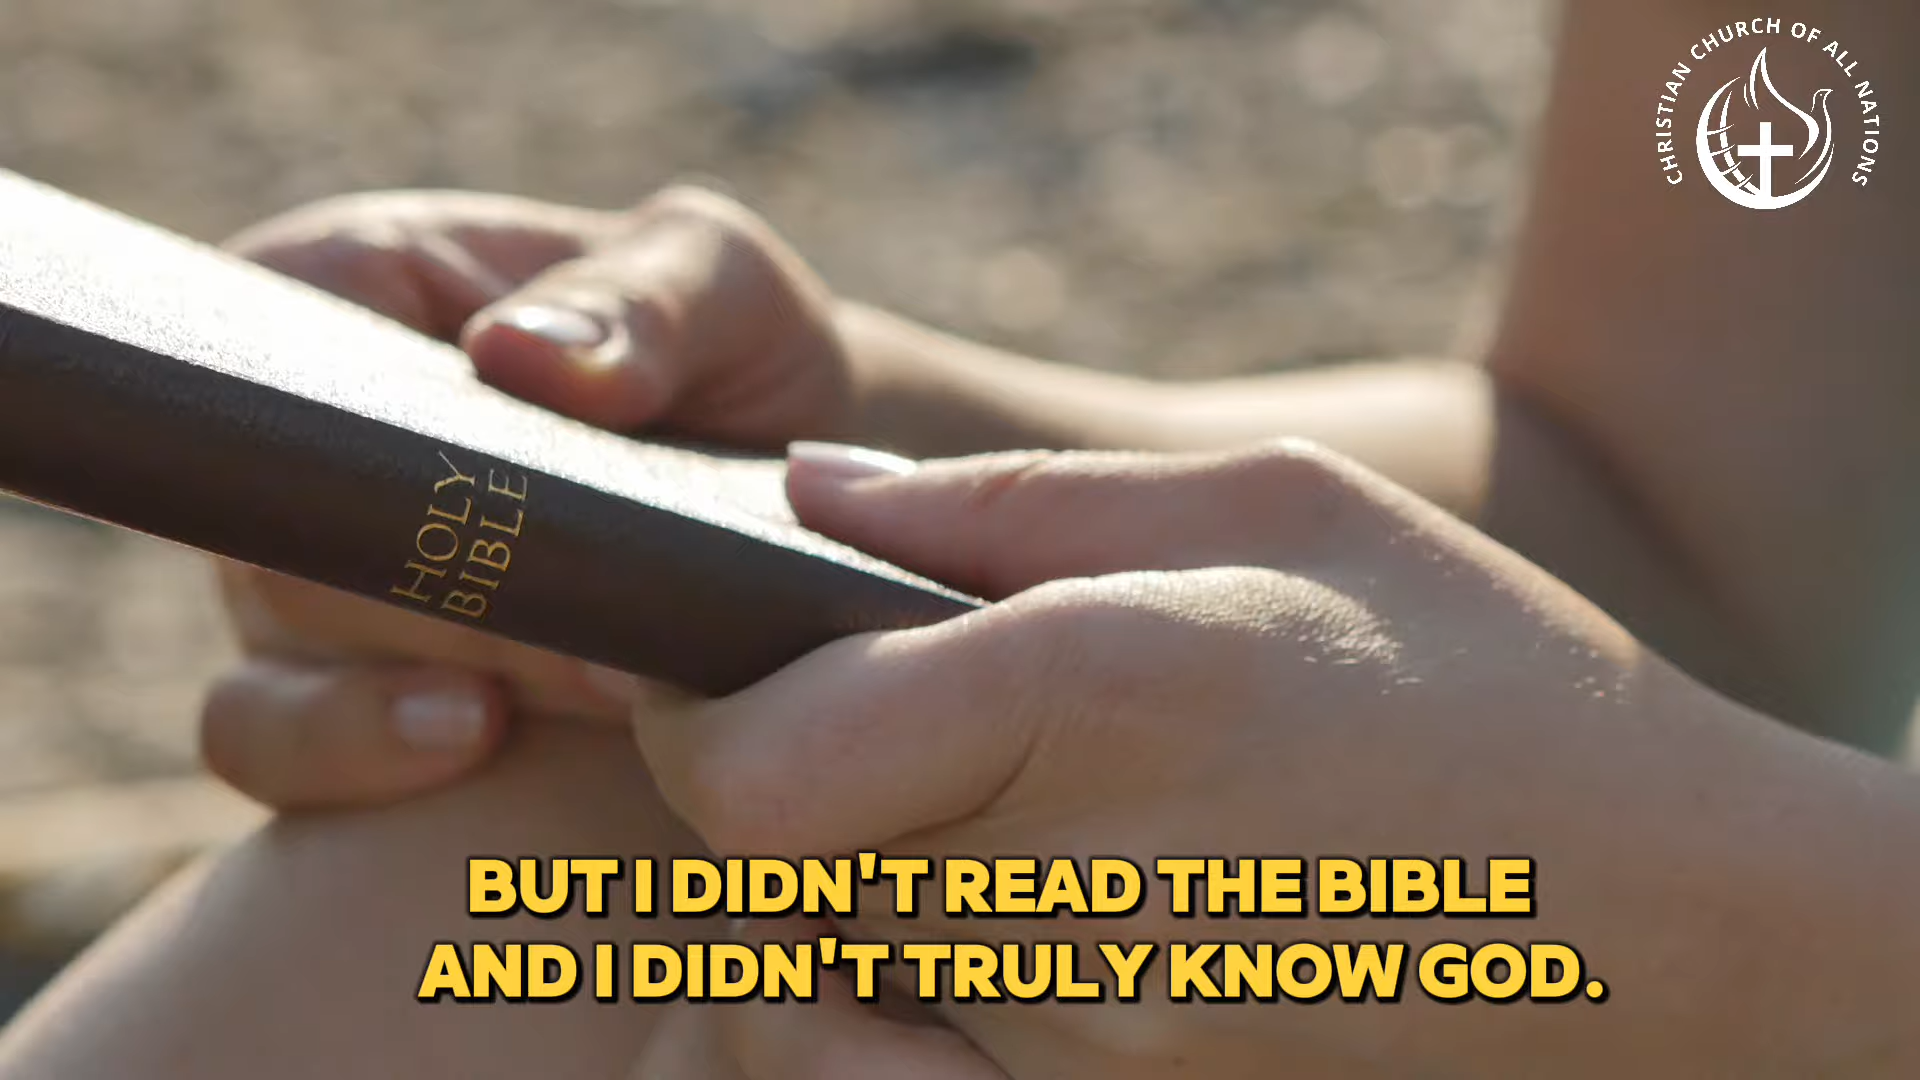 CHRISTIAN CHURCH OF ALL NATIONS
HOLY
BIBLE
BUT I DIDN'T READ THE BIBLE
AND I DIDN'T TRULY KNOW GOD.